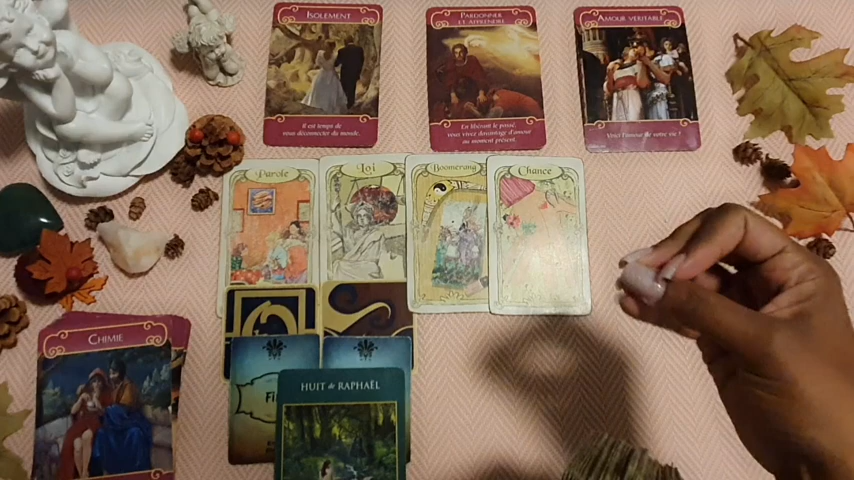 ISOLEMENT
Il est temps de
vous déconnecter du monde.
PARDONNER
ET APPRENDRE
En libérant le passé,
vous vivez davantage d'amour
au moment présent.
AMOUR VÉRITABLE
Voici l'amour de votre vie !
Parole
Loi
Boomerang
Chance
CHIMIE
HUIT de RAPHAËL